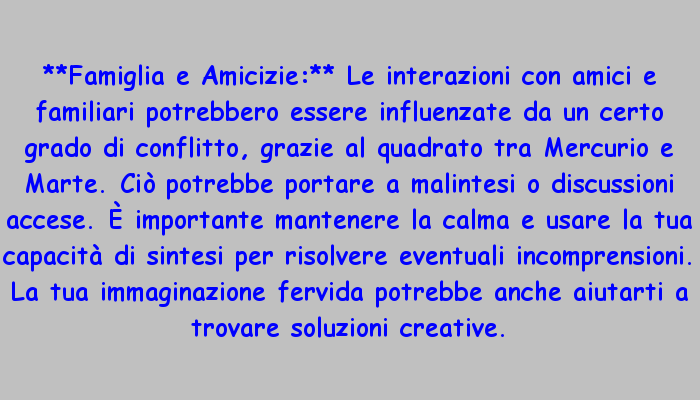 **Famiglia e Amicizie:** Le interazioni con amici e
familiari potrebbero essere influenzate da un certo
grado di conflitto, grazie al quadrato tra Mercurio e
Marte. Ciò potrebbe portare a malintesi o discussioni
accese. È importante mantenere la calma e usare la tua
capacità di sintesi per risolvere eventuali incomprensioni.
La tua immaginazione fervida potrebbe anche aiutarti a
trovare soluzioni creative.